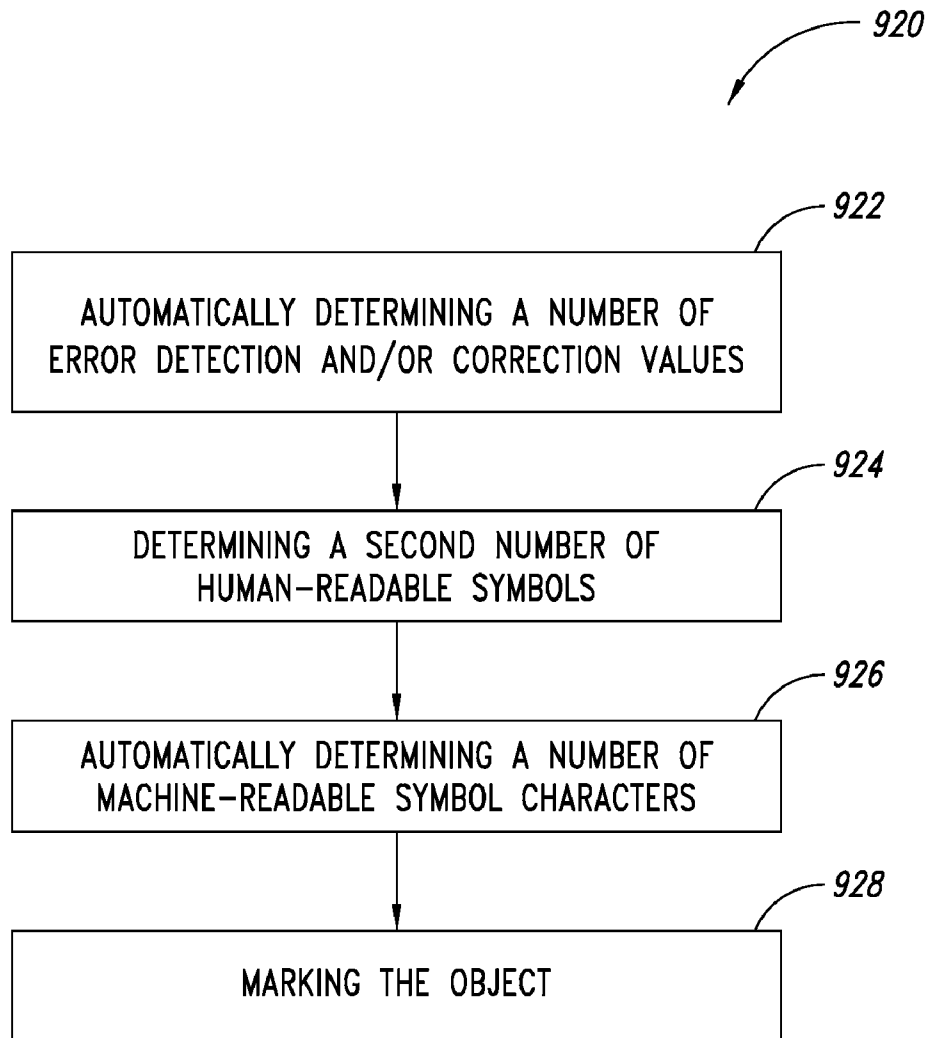 920
922
AUTOMATICALLY DETERMINING A NUMBER OF
ERROR DETECTION AND/OR CORRECTION VALUES
924
DETERMINING A SECOND NUMBER OF
HUMAN-READABLE SYMBOLS
926
AUTOMATICALLY DETERMINING A NUMBER OF
MACHINE-READABLE SYMBOL CHARACTERS
928
MARKING THE OBJECT